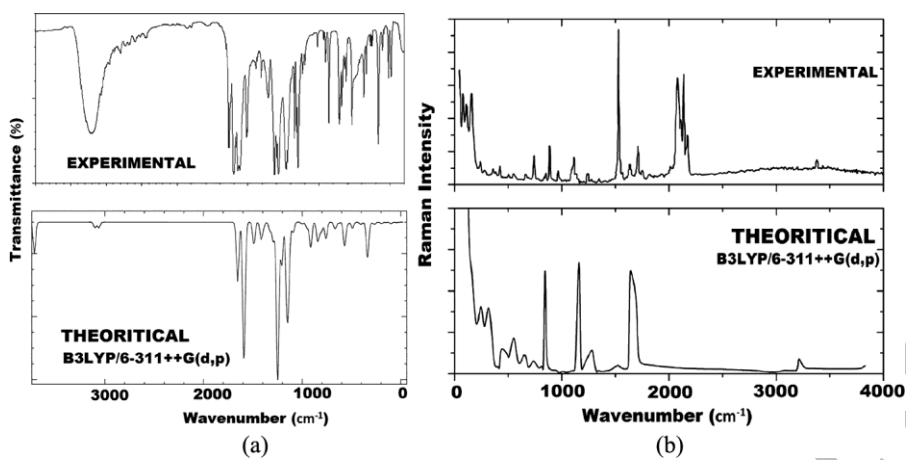 (a)
Transmittance (%)
EXPERIMENTAL
THEORITICAL
B3LYP/6-311++G(d,p)
3000 2000 1000 0
Wavenumber (cm-1)
(a)
(b)
Raman Intensity
EXPERIMENTAL
THEORITICAL
B3LYP/6-311++G(d,p)
0 1000 2000 3000 4000
Wavenumber (cm-1)
(b)